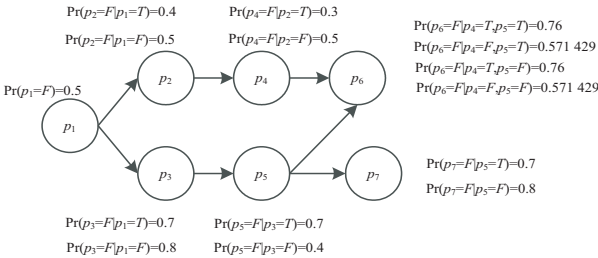 Pr(p₂=F|p₁=T)=0.4
Pr(p₂=F|p₁=F)=0.5
Pr(p₄=F|p₂=T)=0.3
Pr(p₄=F|p₂=F)=0.5
Pr(p₆=F|p₄=T,p₅=T)=0.76
Pr(p₆=F|p₄=F,p₅=T)=0.571 429
Pr(p₆=F|p₄=T,p₅=F)=0.76
Pr(p₆=F|p₄=F,p₅=F)=0.571 429
Pr(p₁=F)=0.5
p₁
p₂
p₄
p₆
p₃
p₅
p₇
Pr(p₇=F|p₅=T)=0.7
Pr(p₇=F|p₅=F)=0.8
Pr(p₃=F|p₁=T)=0.7
Pr(p₃=F|p₁=F)=0.8
Pr(p₅=F|p₃=T)=0.7
Pr(p₅=F|p₃=F)=0.4